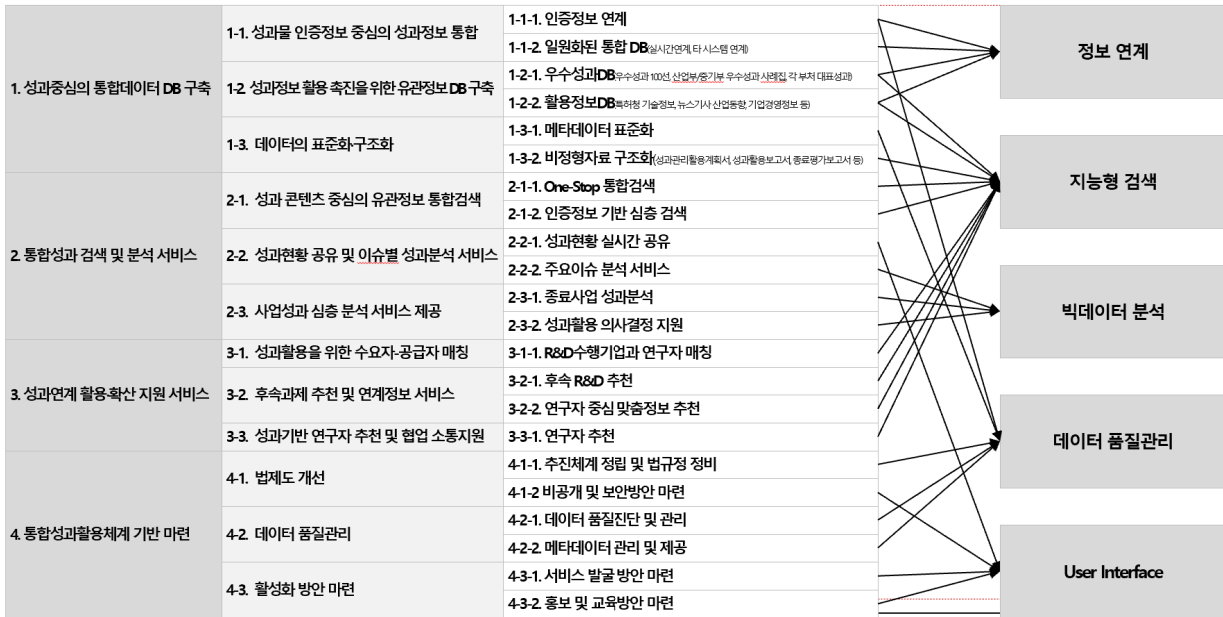 1. 성과중심의 통합데이터 DB 구축
1-1. 성과물 인증정보 중심의 성과정보 통합
1-1-1. 인증정보 연계
1-1-2. 일원화된 통합 DB(실시간연계, 타 시스템 연계)
1-2. 성과정보 활용 촉진을 위한 유관정보 DB 구축
1-2-1. 우수성과DB(우수성과 100선, 산업부/중기부 우수성과 사례집, 각 부처 대표성과)
1-2-2. 활용정보DB(특허청 기술정보, 뉴스기사 산업동향, 기업경영정보 등)
1-3. 데이터의 표준화·구조화
1-3-1. 메타데이터 표준화
1-3-2. 비정형자료 구조화(성과관리활용계획서, 성과활용보고서, 종료평가보고서 등)
2. 통합성과 검색 및 분석 서비스
2-1. 성과 콘텐츠 중심의 유관정보 통합검색
2-1-1. One-Stop 통합검색
2-1-2. 인증정보 기반 심층 검색
2-2. 성과현황 공유 및 이슈별 성과분석 서비스
2-2-1. 성과현황 실시간 공유
2-2-2. 주요이슈 분석 서비스
2-3. 사업성과 심층 분석 서비스 제공
2-3-1. 종료사업 성과분석
2-3-2. 성과활용 의사결정 지원
3. 성과연계 활용·확산 지원 서비스
3-1. 성과활용을 위한 수요자-공급자 매칭
3-1-1. R&D수행기업과 연구자 매칭
3-2. 후속과제 추천 및 연계정보 서비스
3-2-1. 후속 R&D 추천
3-2-2. 연구자 중심 맞춤정보 추천
3-3. 성과기반 연구자 추천 및 협업 소통지원
3-3-1. 연구자 추천
4. 통합성과활용체계 기반 마련
4-1. 법제도 개선
4-1-1. 추진체계 정립 및 법규정 정비
4-1-2 비공개 및 보안방안 마련
4-2. 데이터 품질관리
4-2-1. 데이터 품질진단 및 관리
4-2-2. 메타데이터 관리 및 제공
4-3. 활성화 방안 마련
4-3-1. 서비스 발굴 방안 마련
4-3-2. 홍보 및 교육방안 마련
정보 연계
지능형 검색
빅데이터 분석
데이터 품질관리
User Interface